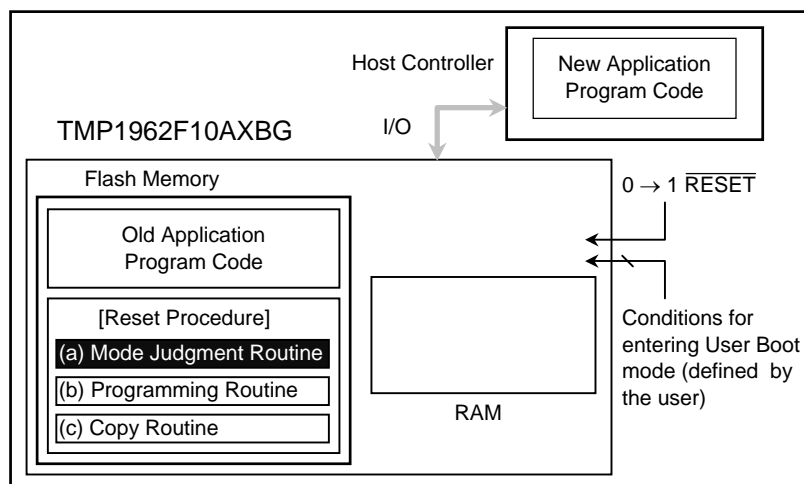 Host Controller
New Application
Program Code
TMP1962F10AXBG
I/O
Flash Memory
0 → 1 RESET
Old Application
Program Code
[Reset Procedure]
(a) Mode Judgment Routine
(b) Programming Routine
(c) Copy Routine
RAM
Conditions for
entering User Boot
mode (defined by
the user)